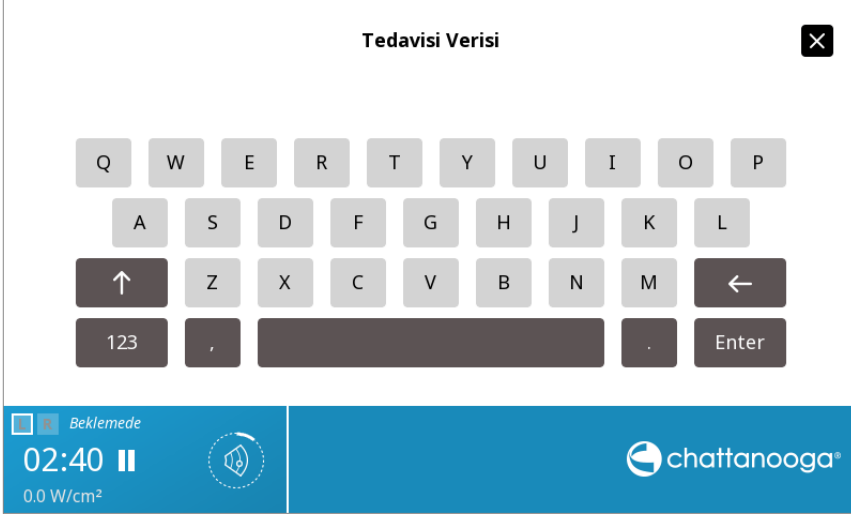 Tedavisi Verisi
Q W E R T Y U I O P
A S D F G H J K L
Z X C V B N M
123 , . Enter
L R Beklemede
02:40
0.0 W/cm²
chattanooga®